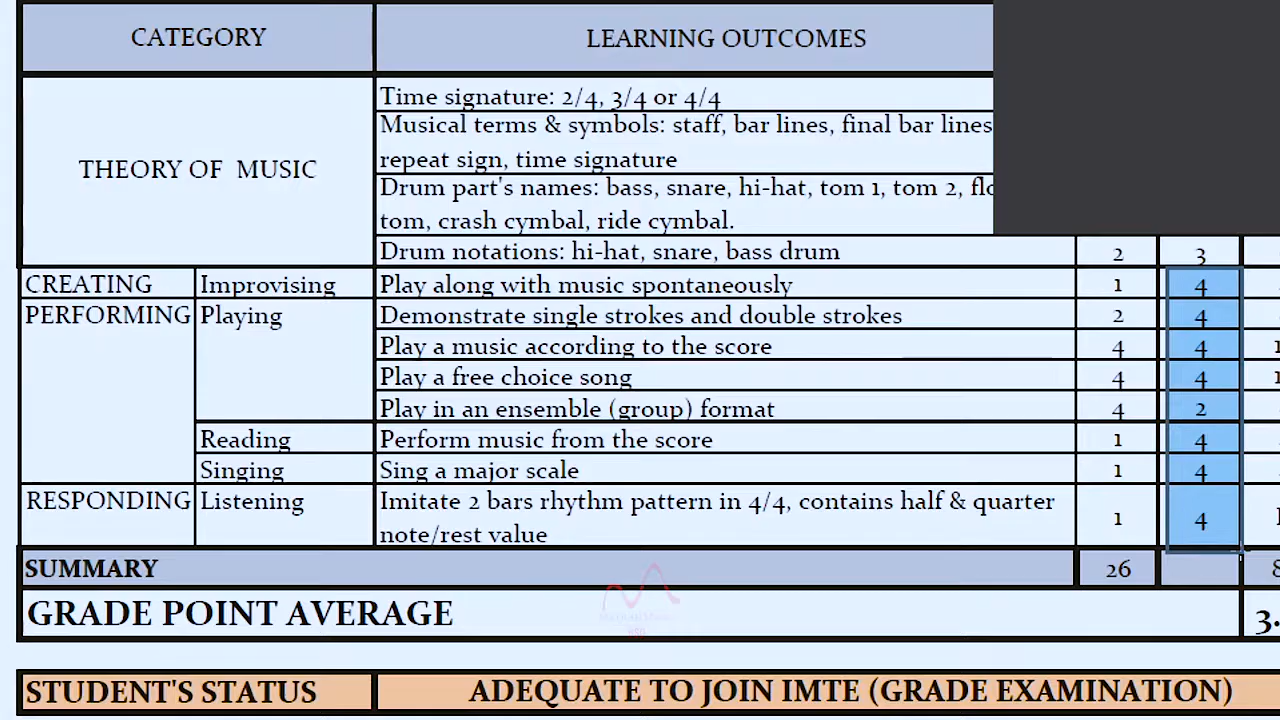 CATEGORY LEARNING OUTCOMES
Time signature: 2/4, 3/4 or 4/4
Musical terms & symbols: staff, bar lines, final bar lines
repeat sign, time signature
THEORY OF MUSIC
Drum part's names: bass, snare, hi-hat, tom 1, tom 2,
tom, crash cymbal, ride cymbal.
Drum notations: hi-hat, snare, bass drum 2 3
CREATING Improvising Play along with music spontaneously 1 4
PERFORMING Playing Demonstrate single strokes and double strokes 2 4
Play a music according to the score 4 4
Play a free choice song 4 4
Play in an ensemble (group) format 4 2
Reading Perform music from the score 1 4
Singing Sing a major scale 1 4
RESPONDING Listening Imitate 2 bars rhythm pattern in 4/4, contains half & quarter
note/rest value 1 4
SUMMARY 26
GRADE POINT AVERAGE 3.
STUDENT'S STATUS ADEQUATE TO JOIN IMTE (GRADE EXAMINATION)